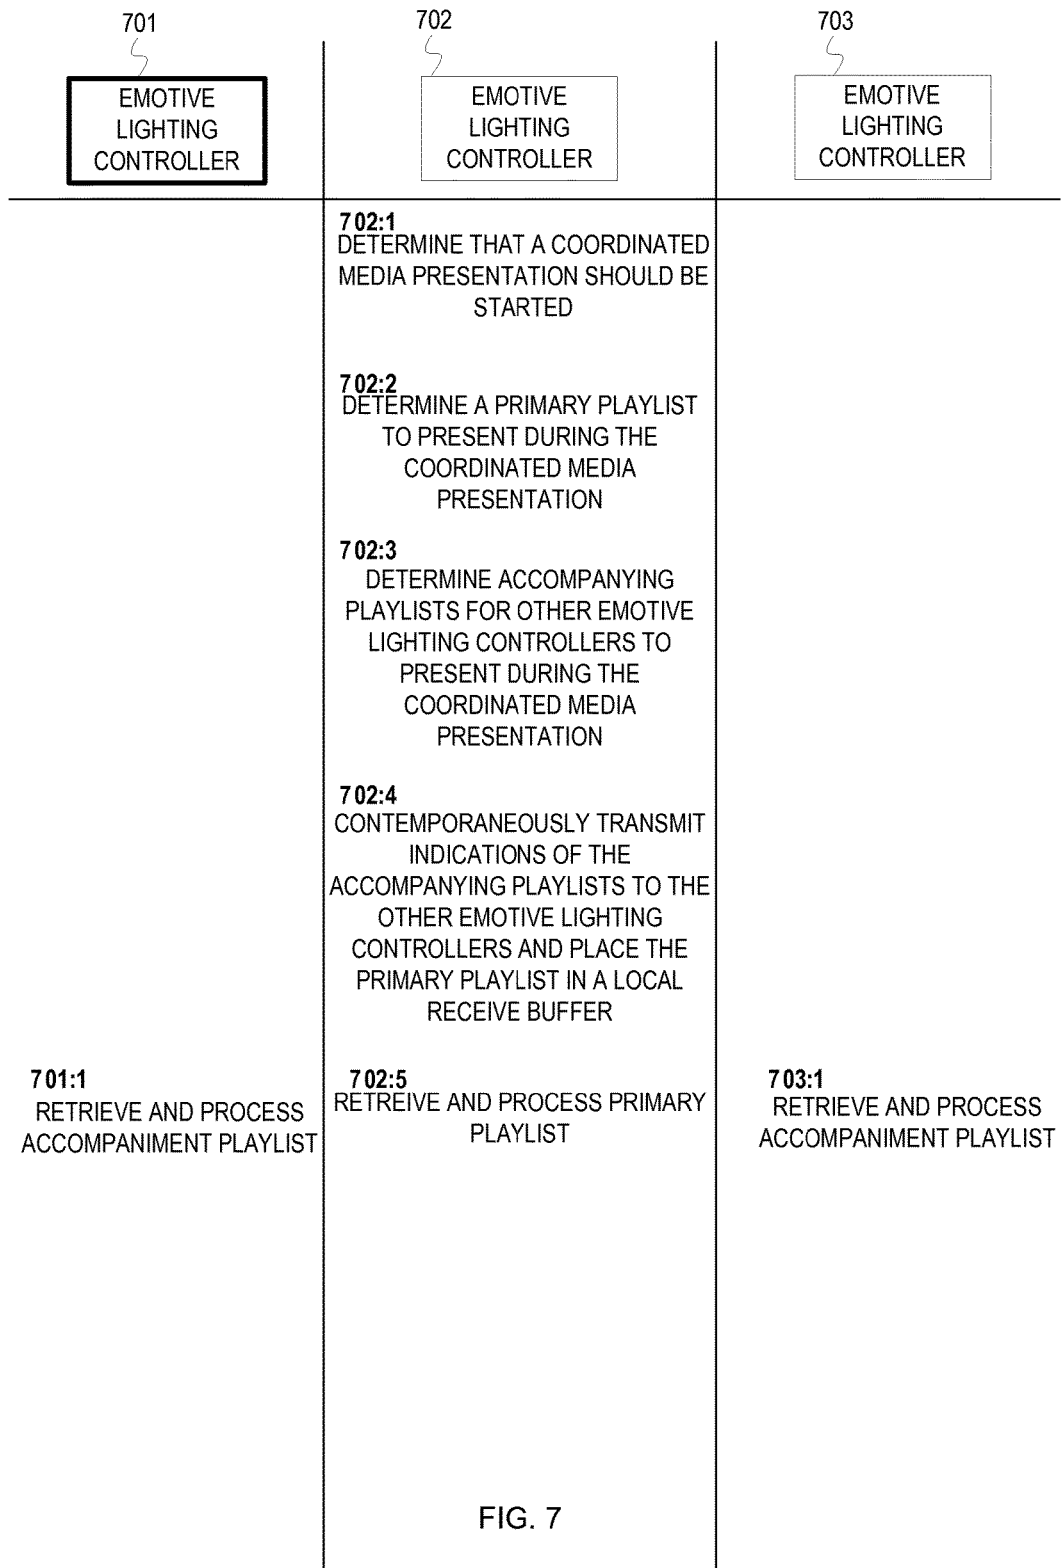 701
702
703
EMOTIVE
LIGHTING
CONTROLLER
EMOTIVE
LIGHTING
CONTROLLER
EMOTIVE
LIGHTING
CONTROLLER
702:1
DETERMINE THAT A COORDINATED
MEDIA PRESENTATION SHOULD BE
STARTED
702:2
DETERMINE A PRIMARY PLAYLIST
TO PRESENT DURING THE
COORDINATED MEDIA
PRESENTATION
702:3
DETERMINE ACCOMPANYING
PLAYLISTS FOR OTHER EMOTIVE
LIGHTING CONTROLLERS TO
PRESENT DURING THE
COORDINATED MEDIA
PRESENTATION
702:4
CONTEMPORANEOUSLY TRANSMIT
INDICATIONS OF THE
ACCOMPANYING PLAYLISTS TO THE
OTHER EMOTIVE LIGHTING
CONTROLLERS AND PLACE THE
PRIMARY PLAYLIST IN A LOCAL
RECEIVE BUFFER
701:1
RETRIEVE AND PROCESS
ACCOMPANIMENT PLAYLIST
702:5
RETREIVE AND PROCESS PRIMARY
PLAYLIST
703:1
RETRIEVE AND PROCESS
ACCOMPANIMENT PLAYLIST
FIG. 7